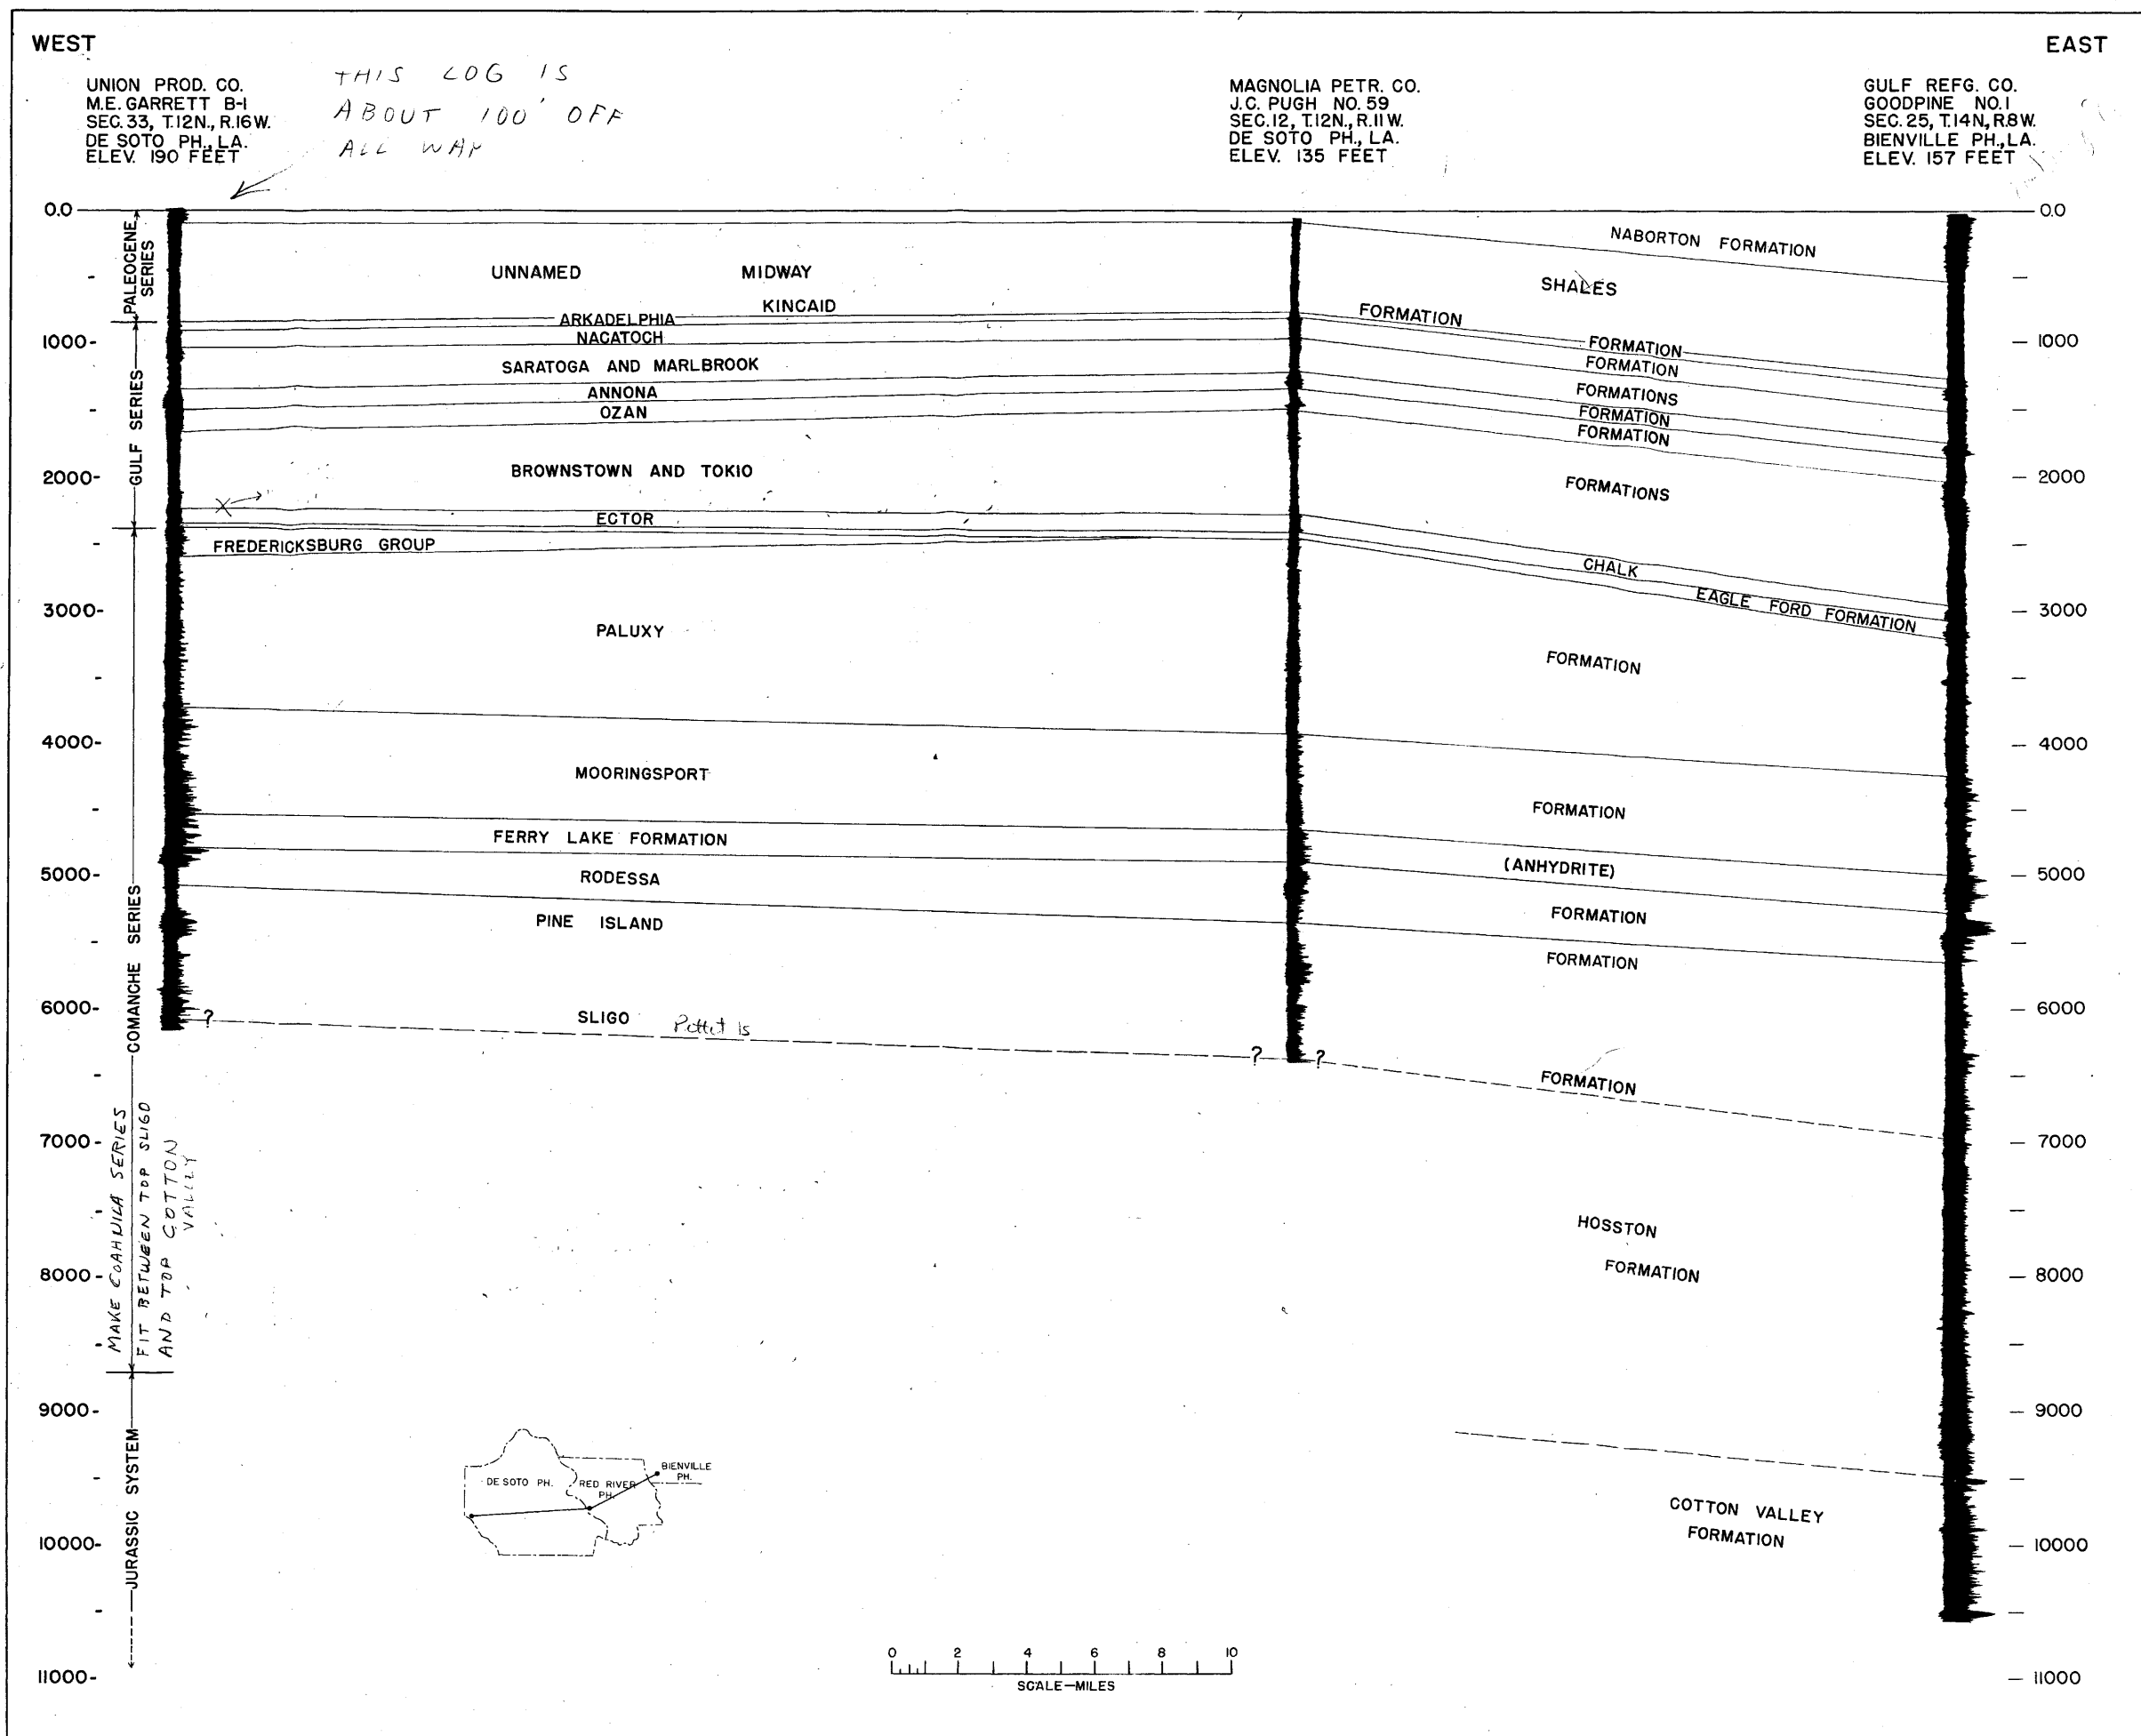 WEST
EAST
UNION PROD. CO.
M.E. GARRETT B-1
SEC. 33, T.12N., R.16W.
DE SOTO PH., LA.
ELEV. 190 FEET
THIS LOG IS
ABOUT 100' OFF
ALL WAY
MAGNOLIA PETR. CO.
J.C. PUGH NO. 59
SEC. 12, T.12N., R.11W.
DE SOTO PH., LA.
ELEV. 135 FEET
GULF REFG. CO.
GOODPINE NO. 1
SEC. 25, T.14N., R.8W.
BIENVILLE PH., LA.
ELEV. 157 FEET
0.0
0.0
PALEOCENE
SERIES
NABORTON FORMATION
UNNAMED MIDWAY SHALES
KINCAID FORMATION
ARKADELPHIA FORMATION
1000-
1000
NACATOCH FORMATION
SARATOGA AND MARLBROOK FORMATIONS
ANNONA FORMATION
OZAN FORMATION
GULF SERIES
2000-
2000
BROWNSTOWN AND TOKIO FORMATIONS
X
ECTOR CHALK
FREDERICKSBURG GROUP
EAGLE FORD FORMATION
3000-
3000
PALUXY FORMATION
4000-
4000
MOORINGSPORT FORMATION
FERRY LAKE FORMATION (ANHYDRITE)
5000-
5000
RODESSA FORMATION
PINE ISLAND FORMATION
COMANCHE SERIES
6000-
6000
?
SLIGO FORMATION
Pettit ls
?
?
7000-
7000
MAKE COAHUILA SERIES
FIT BETWEEN TOP SLIGO
AND TOP COTTON
VALLEY
HOSSTON
FORMATION
8000-
8000
9000-
9000
JURASSIC SYSTEM
DE SOTO PH.
RED RIVER
PH.
BIENVILLE
PH.
COTTON VALLEY
FORMATION
10000-
10000
0 2 4 6 8 10
SCALE—MILES
11000-
11000